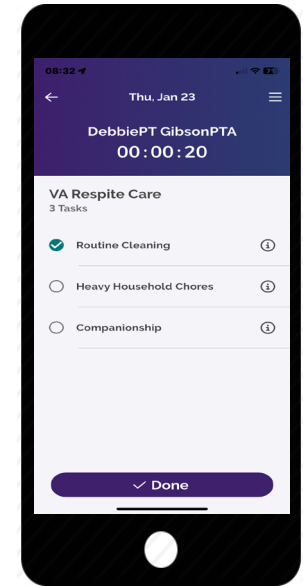 08:32
Thu, Jan 23
DebbiePT GibsonPTA
00:00:20
VA Respite Care
3 Tasks
Routine Cleaning
Heavy Household Chores
Companionship
Done